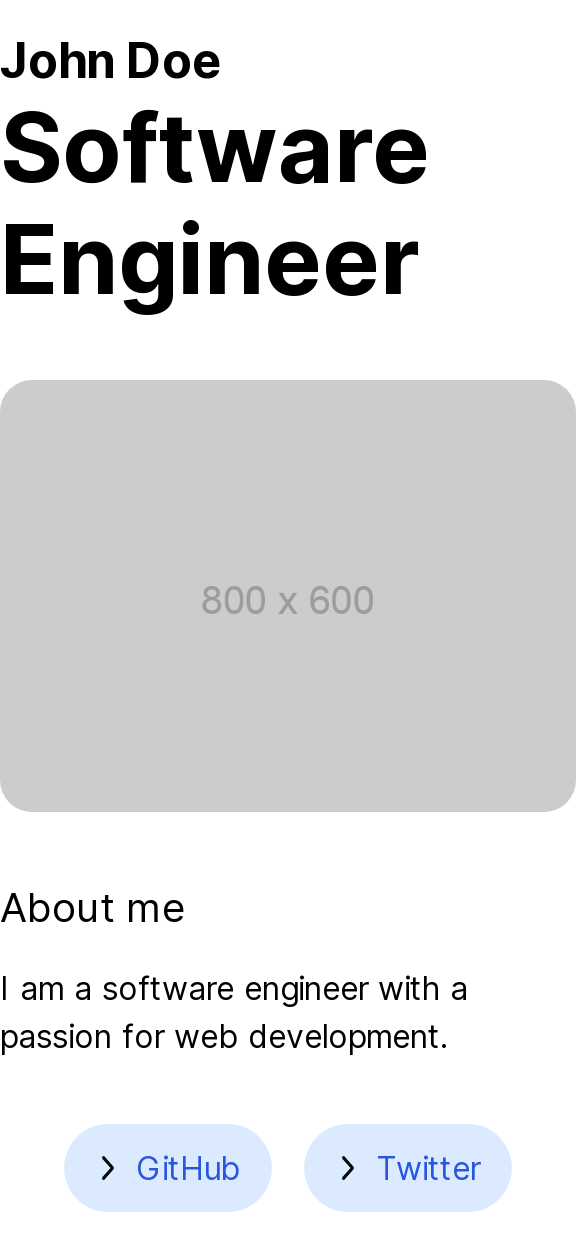 John Doe
Software
Engineer
800 x 600
About me
I am a software engineer with a
passion for web development.
GitHub
Twitter